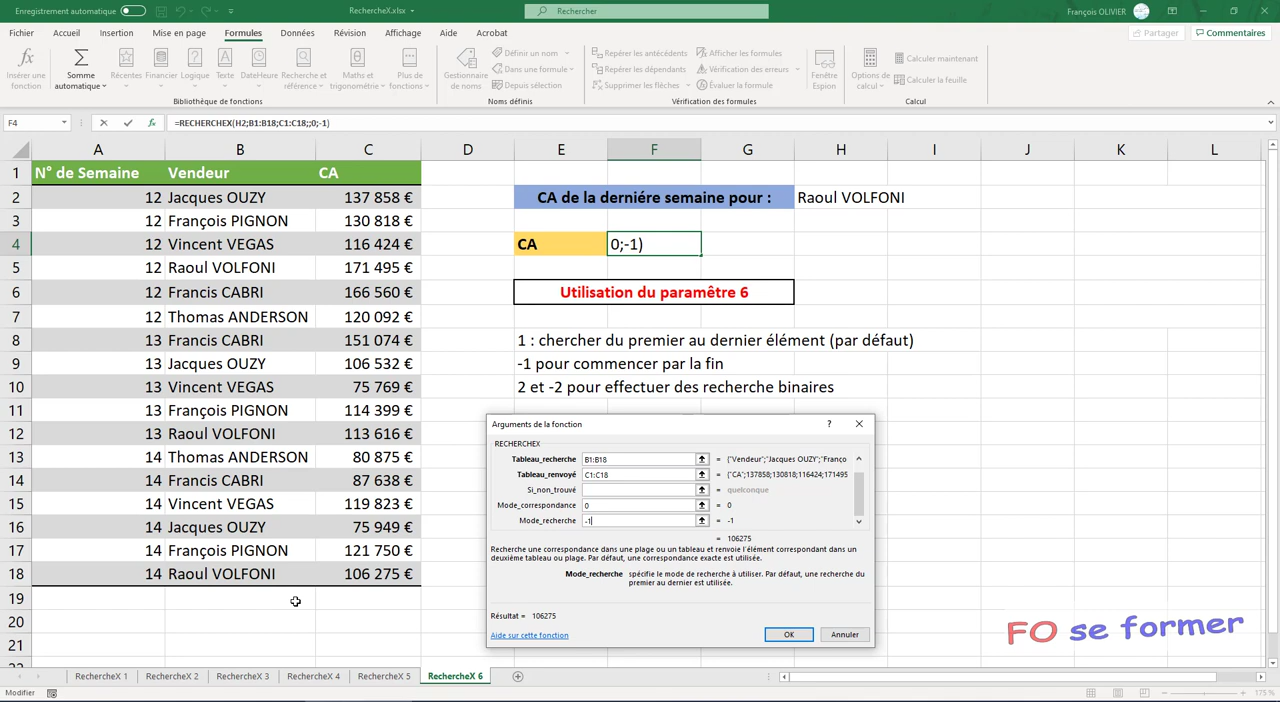 Enregistrement automatique
RechercheX.xlsx
Rechercher
François OLIVIER
Fichier Accueil Insertion Mise en page Formules Données Révision Affichage Aide Acrobat
Partager Commentaires
Insérer une fonction
Somme automatique
Récentes
Financier
Logique
Texte
DateHeure
Recherche et référence
Maths et trigonométrie
Plus de fonctions
Bibliothèque de fonctions
Gestionnaire de noms
Définir un nom
Dans une formule
Depuis sélection
Noms définis
Repérer les antécédents
Repérer les dépendants
Supprimer les flèches
Afficher les formules
Vérification des erreurs
Évaluer la formule
Vérification des formules
Fenêtre Espion
Options de calcul
Calculer maintenant
Calculer la feuille
Calcul
F4
fx
=RECHERCHEX(H2;B1:B18;C1:C18;;0;-1)
A B C D E F G H I J K L
1 N° de Semaine Vendeur CA
2 12 Jacques OUZY 137 858 € CA de la derniére semaine pour : Raoul VOLFONI
3 12 François PIGNON 130 818 €
4 12 Vincent VEGAS 116 424 € CA 0;-1)
5 12 Raoul VOLFONI 171 495 €
6 12 Francis CABRI 166 560 € Utilisation du paramêtre 6
7 12 Thomas ANDERSON 120 092 €
8 13 Francis CABRI 151 074 € 1 : chercher du premier au dernier élément (par défaut)
9 13 Jacques OUZY 106 532 € -1 pour commencer par la fin
10 13 Vincent VEGAS 75 769 € 2 et -2 pour effectuer des recherche binaires
11 13 François PIGNON 114 399 €
12 13 Raoul VOLFONI 113 616 €
13 14 Thomas ANDERSON 80 875 €
14 14 Francis CABRI 87 638 €
15 14 Vincent VEGAS 119 823 €
16 14 Jacques OUZY 75 949 €
17 14 François PIGNON 121 750 €
18 14 Raoul VOLFONI 106 275 €
19
20
21
Arguments de la fonction ?
RECHERCHEX
Tableau_recherche B1:B18 = {"Vendeur";"Jacques OUZY";"Franço
Tableau_renvoyé C1:C18 = {"CA";137858;130818;116424;171495
Si_non_trouvé = quelconque
Mode_correspondance 0 = 0
Mode_recherche -1 = -1
= 106275
Recherche une correspondance dans une plage ou un tableau et renvoie l'élément correspondant dans un
deuxième tableau ou plage. Par défaut, une correspondance exacte est utilisée.
Mode_recherche spécifie le mode de recherche à utiliser. Par défaut, une recherche du
premier au dernier est utilisée.
Résultat = 106275
Aide sur cette fonction
OK Annuler
FO se former
RechercheX 1 RechercheX 2 RechercheX 3 RechercheX 4 RechercheX 5 RechercheX 6
Modifier
175 %